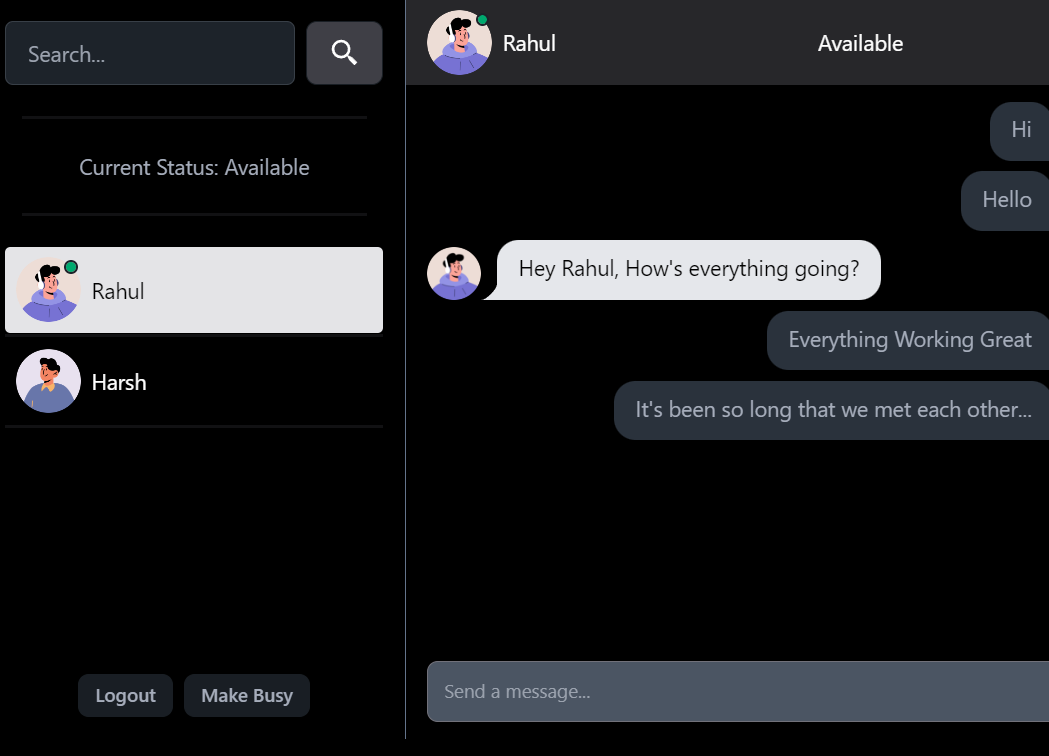 Search...
Current Status: Available
Rahul
Harsh
Logout
Make Busy
Rahul
Available
Hi
Hello
Hey Rahul, How's everything going?
Everything Working Great
It's been so long that we met each other...
Send a message...